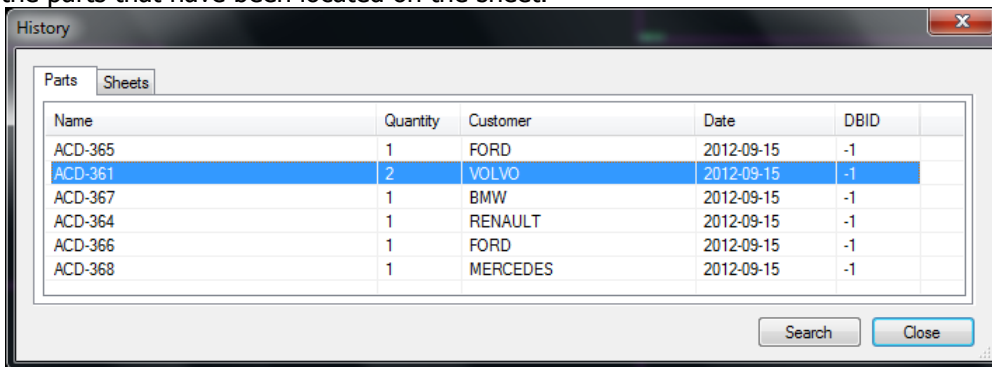 the parts that have been located on the sheet.
History
Parts Sheets
Name Quantity Customer Date DBID
ACD-365 1 FORD 2012-09-15 -1
ACD-361 2 VOLVO 2012-09-15 -1
ACD-367 1 BMW 2012-09-15 -1
ACD-364 1 RENAULT 2012-09-15 -1
ACD-366 1 FORD 2012-09-15 -1
ACD-368 1 MERCEDES 2012-09-15 -1
Search Close